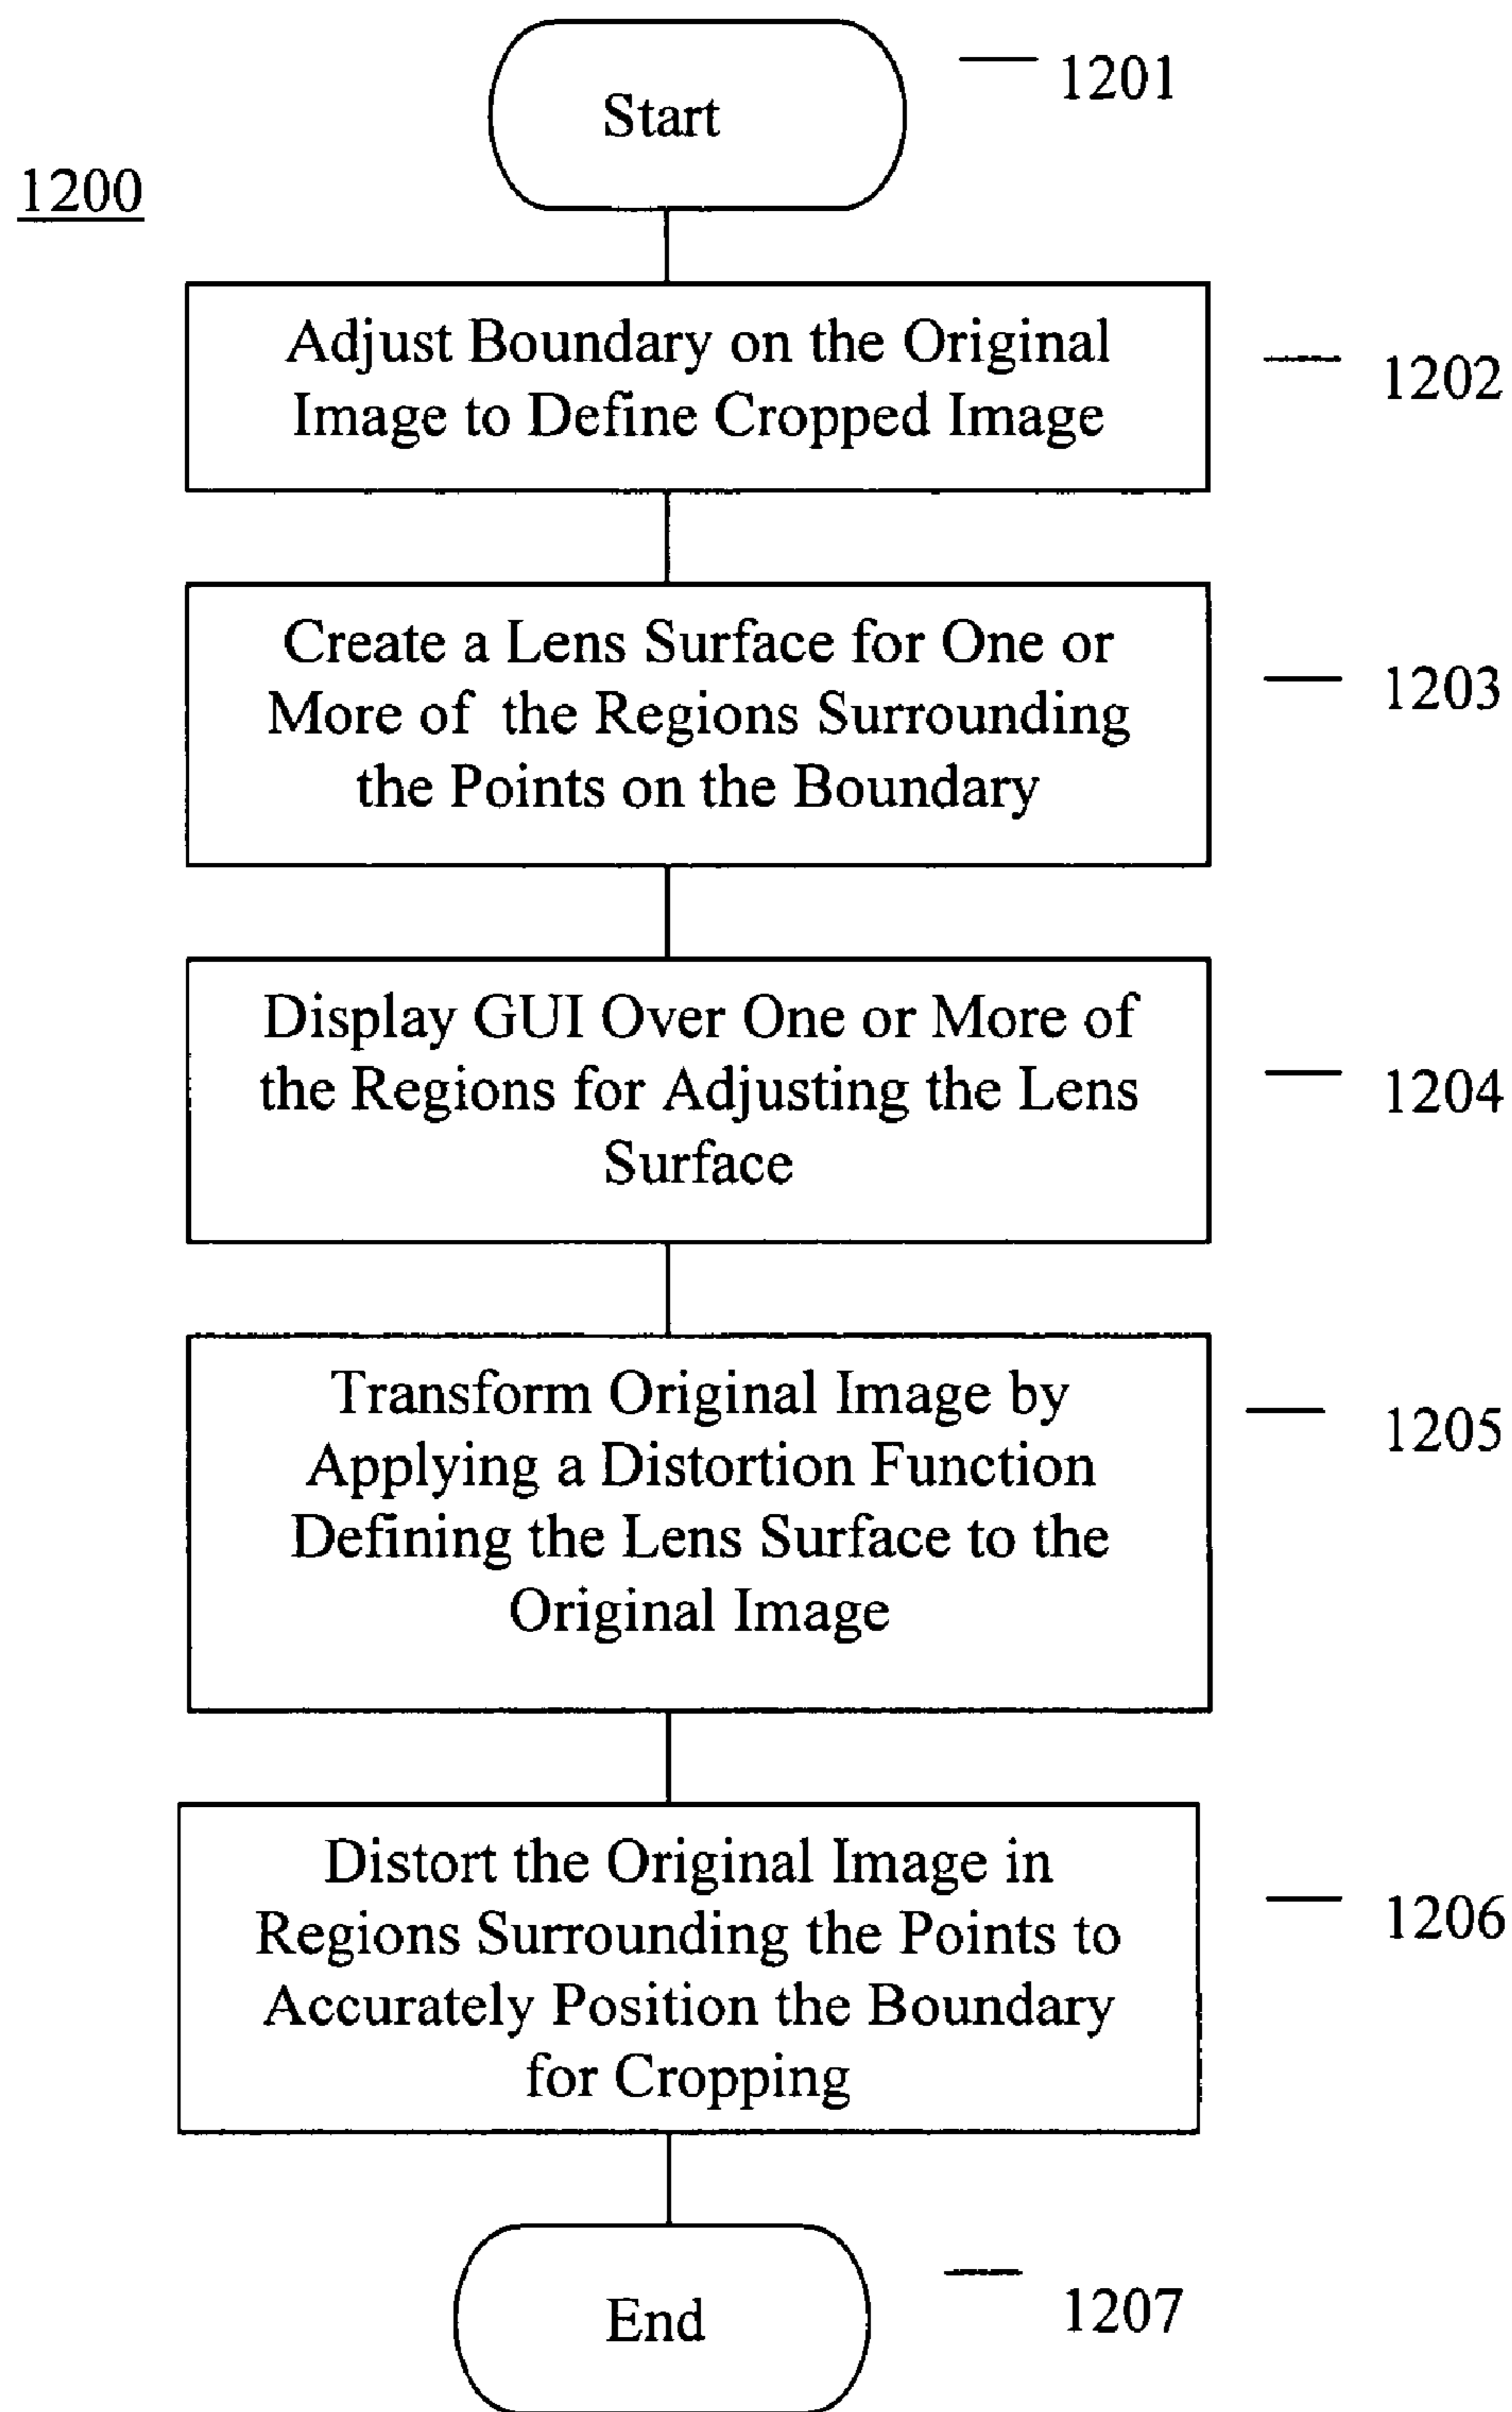 Start
1201
1200
Adjust Boundary on the Original
Image to Define Cropped Image
1202
Create a Lens Surface for One or
More of the Regions Surrounding
the Points on the Boundary
1203
Display GUI Over One or More of
the Regions for Adjusting the Lens
Surface
1204
Transform Original Image by
Applying a Distortion Function
Defining the Lens Surface to the
Original Image
1205
Distort the Original Image in
Regions Surrounding the Points to
Accurately Position the Boundary
for Cropping
1206
End
1207